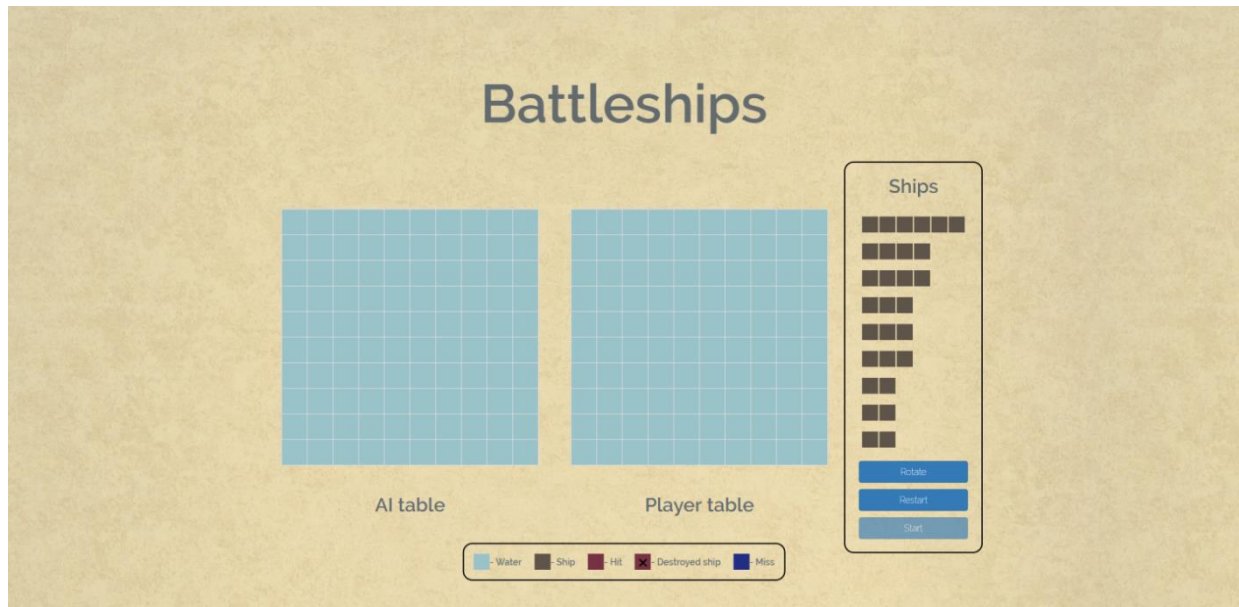 Battleships
Ships
Rotate
Restart
Start
AI table
Player table
- Water - Ship - Hit - Destroyed ship - Miss